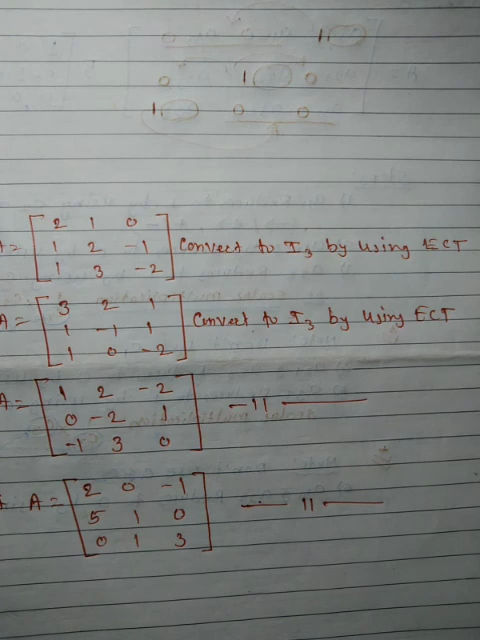 0 1
0 1 0
1 0 0
A = [ 2 1 0
1 2 -1 Convert to I3 by using ECT
1 3 -2 ]
A = [ 3 2 1
1 -1 1 Convert to I3 by using ECT
1 0 -2 ]
A = [ 1 2 -2
0 -2 1 — 11 —
-1 3 0 ]
A = [ 2 0 -1
5 1 0 — 11 —
0 1 3 ]